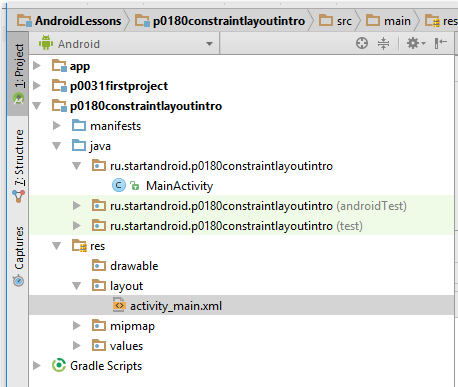 AndroidLessons p0180constraintlayoutintro src main res
Android
1: Project
7: Structure
Captures
app
p0031firstproject
p0180constraintlayoutintro
manifests
java
ru.startandroid.p0180constraintlayoutintro
MainActivity
ru.startandroid.p0180constraintlayoutintro (androidTest)
ru.startandroid.p0180constraintlayoutintro (test)
res
drawable
layout
activity_main.xml
mipmap
values
Gradle Scripts